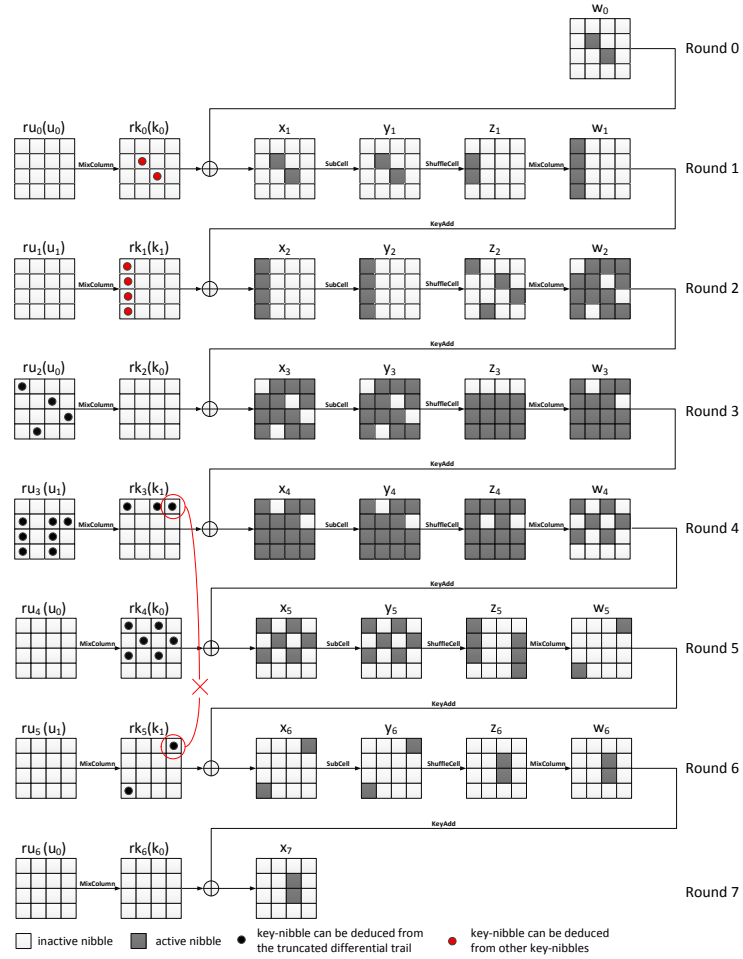 w₀
Round 0
ru₀(u₀) rk₀(k₀) x₁ y₁ z₁ w₁
MixColumn SubCell ShuffleCell MixColumn Round 1
KeyAdd
ru₁(u₁) rk₁(k₁) x₂ y₂ z₂ w₂
MixColumn SubCell ShuffleCell MixColumn Round 2
KeyAdd
ru₂(u₀) rk₂(k₀) x₃ y₃ z₃ w₃
MixColumn SubCell ShuffleCell MixColumn Round 3
KeyAdd
ru₃(u₁) rk₃(k₁) x₄ y₄ z₄ w₄
MixColumn SubCell ShuffleCell MixColumn Round 4
KeyAdd
ru₄(u₀) rk₄(k₀) x₅ y₅ z₅ w₅
MixColumn SubCell ShuffleCell MixColumn Round 5
KeyAdd
ru₅(u₁) rk₅(k₁) x₆ y₆ z₆ w₆
MixColumn SubCell ShuffleCell MixColumn Round 6
KeyAdd
ru₆(u₀) rk₆(k₀) x₇
MixColumn Round 7
inactive nibble active nibble key-nibble can be deduced from the truncated differential trail key-nibble can be deduced from other key-nibbles